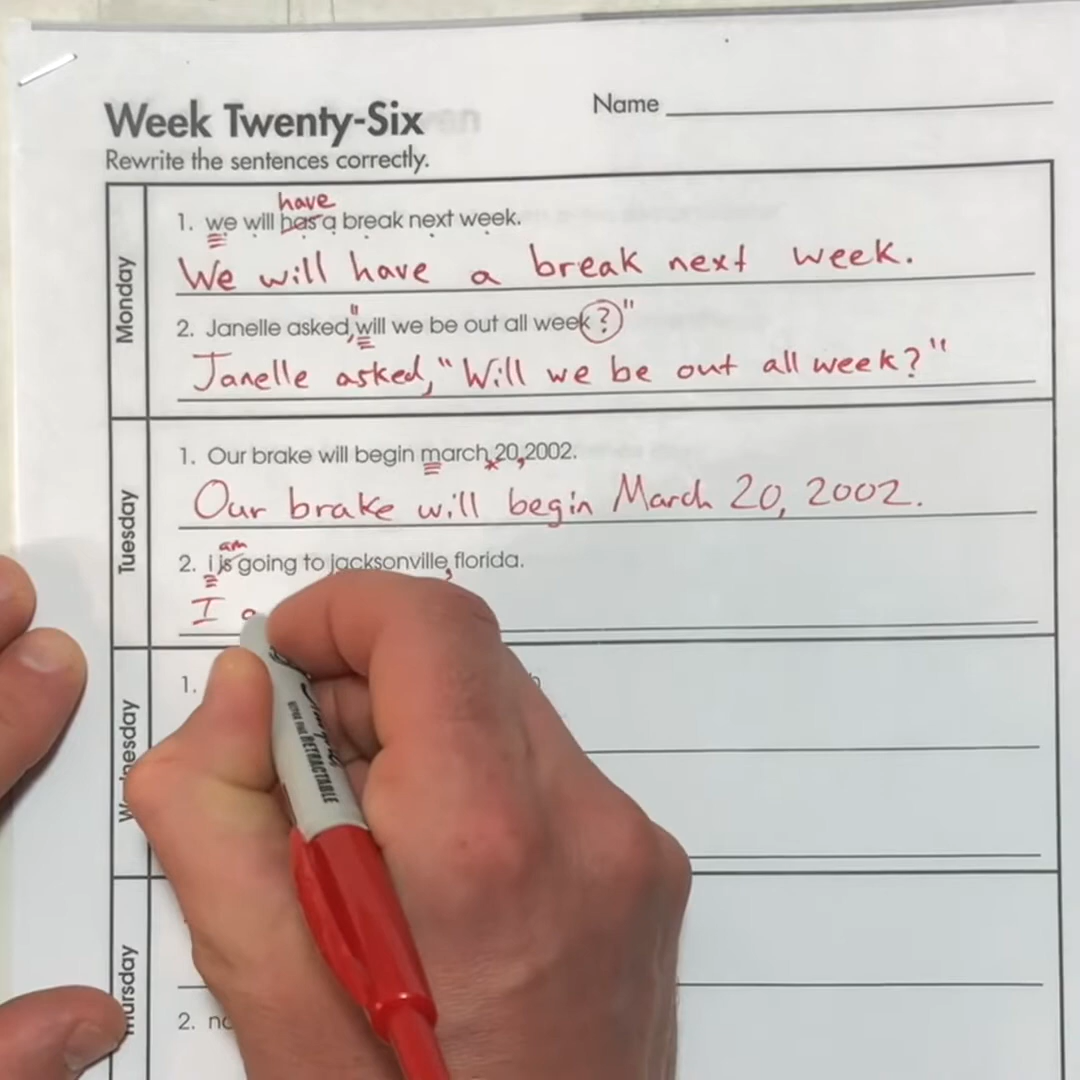 Week Twenty-Six
Name
Rewrite the sentences correctly.
Monday
have
1. we will has a break next week.
We will have a break next week.
2. Janelle asked, "will we be out all week?"
Janelle asked, "Will we be out all week?"
Tuesday
1. Our brake will begin march 20, 2002.
Our brake will begin March 20, 2002.
am
2. i is going to jacksonville, florida.
I a
1.
2.
RETRACTABLE